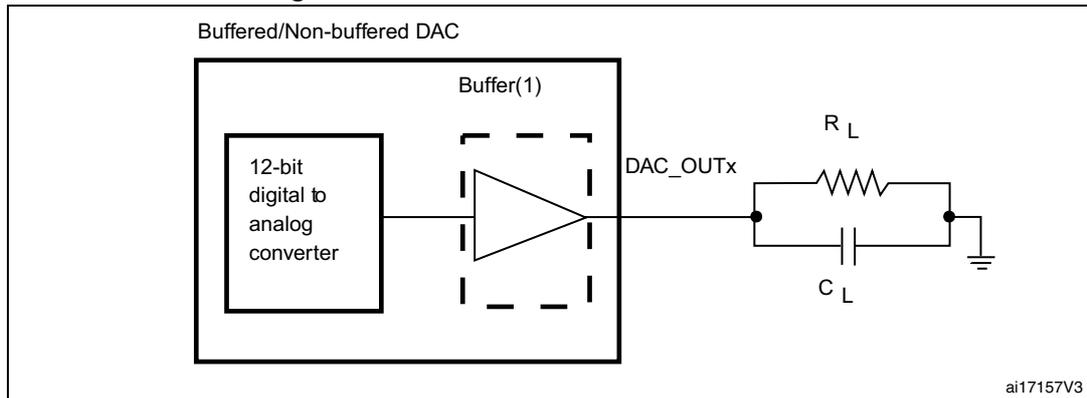 Buffered/Non-buffered DAC
Buffer(1)
12-bit
digital to
analog
converter
DAC_OUTx
R L
C L
ai17157V3